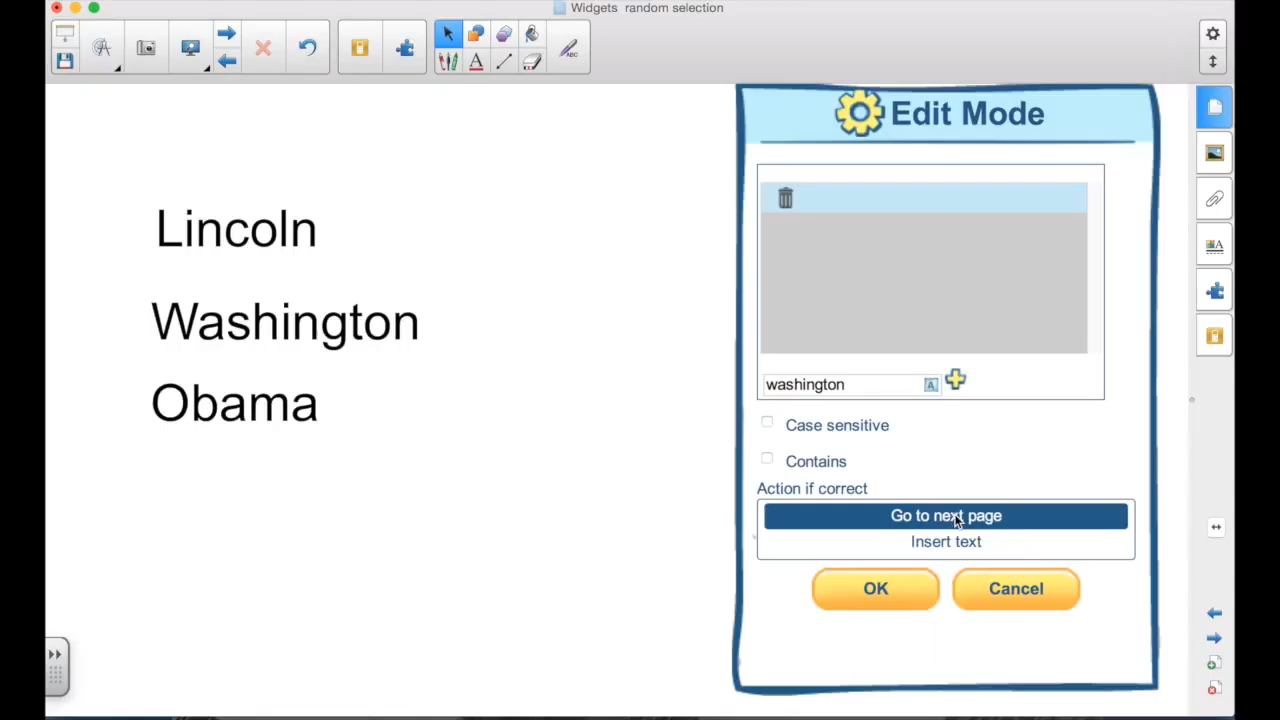 Widgets random selection
ABC
A
Edit Mode
Lincoln
Washington
Obama
washington
A
Case sensitive
Contains
Action if correct
Go to next page
Insert text
OK
Cancel
A